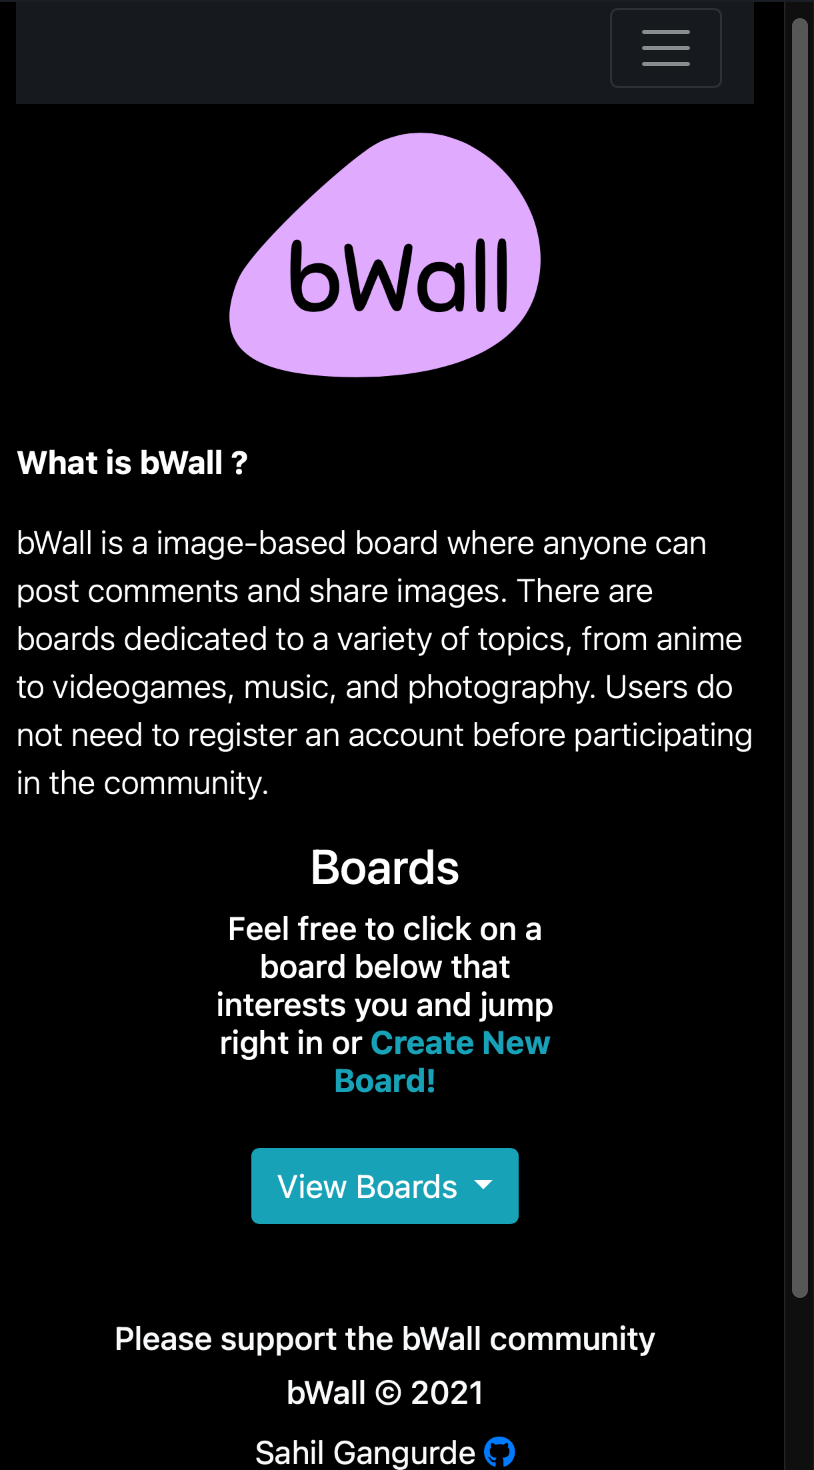 bWall
What is bWall ?
bWall is a image-based board where anyone can
post comments and share images. There are
boards dedicated to a variety of topics, from anime
to videogames, music, and photography. Users do
not need to register an account before participating
in the community.
Boards
Feel free to click on a
board below that
interests you and jump
right in or Create New
Board!
View Boards
Please support the bWall community
bWall © 2021
Sahil Gangurde